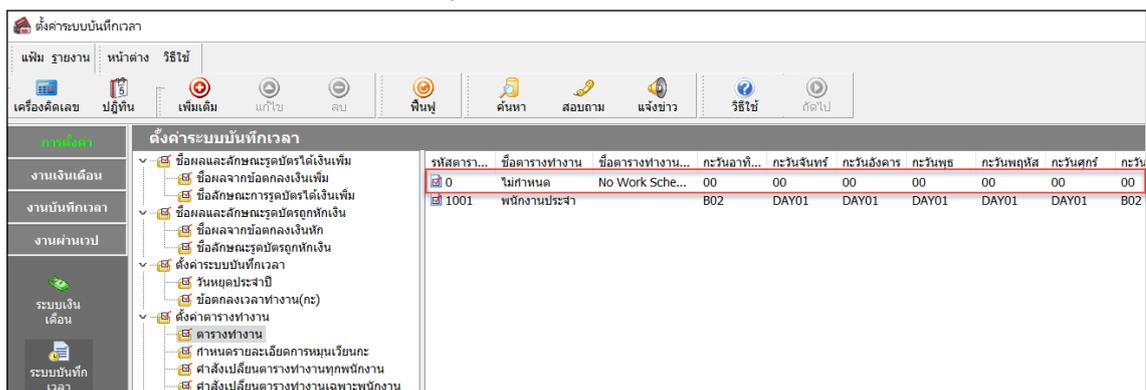 ตั้งค่าระบบบันทึกเวลา
แฟ้ม รายงาน หน้าต่าง วิธีใช้
เครื่องคิดเลข ปฏิทิน เพิ่มเติม แก้ไข ลบ ฟื้นฟู ค้นหา สอบถาม แจ้งข่าว วิธีใช้ ถัดไป
การตั้งค่า
งานเงินเดือน
งานบันทึกเวลา
งานผ่านเวป
ระบบเงิน
เดือน
ระบบบันทึก
เวลา
ตั้งค่าระบบบันทึกเวลา
ชื่อผลและลักษณะรูดบัตรได้เงินเพิ่ม
ชื่อผลจากข้อตกลงเงินเพิ่ม
ชื่อลักษณะการรูดบัตรได้เงินเพิ่ม
ชื่อผลและลักษณะรูดบัตรถูกหักเงิน
ชื่อผลจากข้อตกลงเงินหัก
ชื่อลักษณะรูดบัตรถูกหักเงิน
ตั้งค่าระบบบันทึกเวลา
วันหยุดประจำปี
ข้อตกลงเวลาทำงาน(กะ)
ตั้งค่าตารางทำงาน
ตารางทำงาน
กำหนดรายละเอียดการหมุนเวียนกะ
คำสั่งเปลี่ยนตารางทำงานทุกพนักงาน
คำสั่งเปลี่ยนตารางทำงานเฉพาะพนักงาน
รหัสตารา... ชื่อตารางทำงาน ชื่อตารางทำงาน... กะวันอาทิ... กะวันจันทร์ กะวันอังคาร กะวันพุธ กะวันพฤหัส กะวันศุกร์ กะวัน
0 ไม่กำหนด No Work Sche... 00 00 00 00 00 00 00
1001 พนักงานประจำ B02 DAY01 DAY01 DAY01 DAY01 DAY01 B02